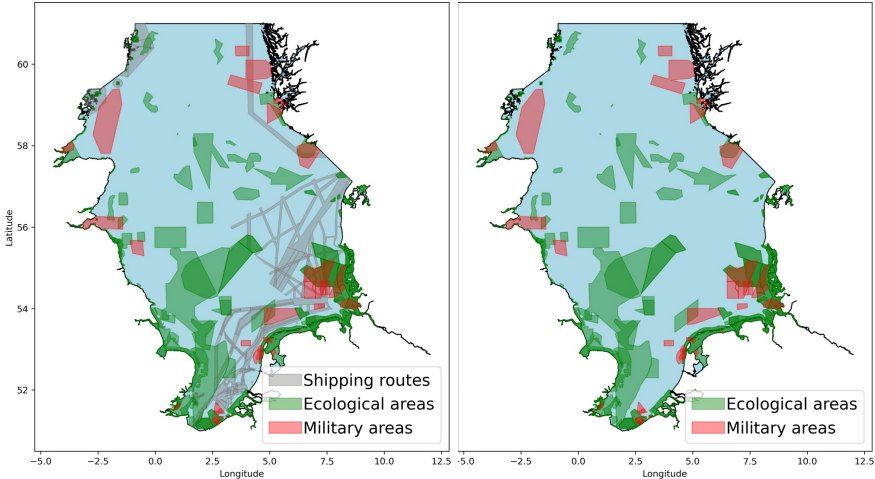 60
58
56
54
52
Latitude
−5.0 −2.5 0.0 2.5 5.0 7.5 10.0 12.5
Longitude
Shipping routes
Ecological areas
Military areas
−5.0 −2.5 0.0 2.5 5.0 7.5 10.0 12.5
Longitude
Ecological areas
Military areas